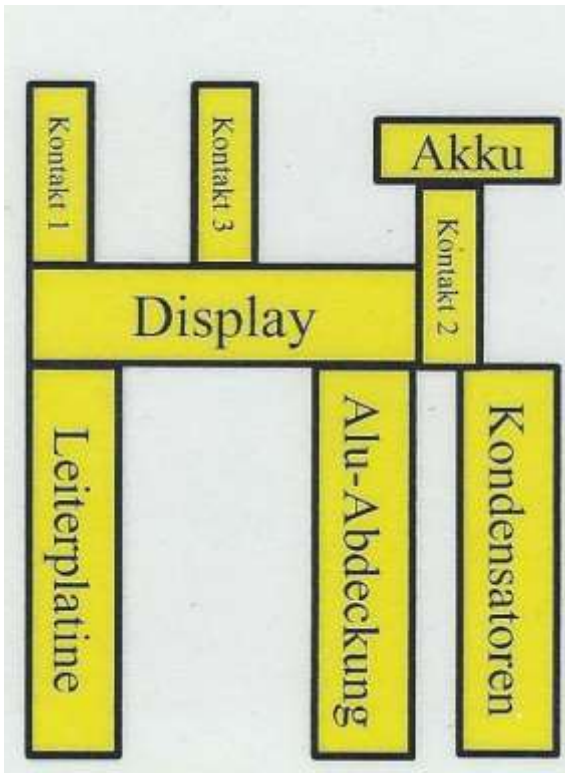 Kontakt 1
Kontakt 3
Akku
Kontakt 2
Display
Leiterplatine
Alu-Abdeckung
Kondensatoren